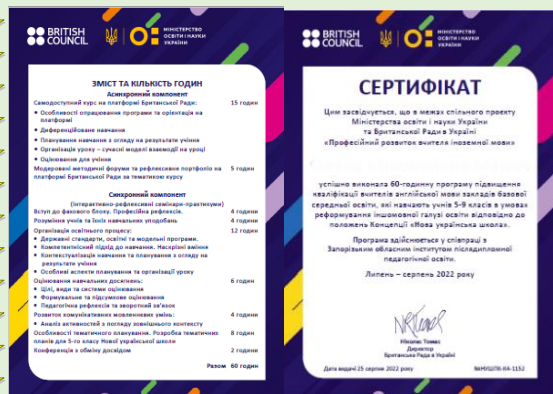 BRITISH
COUNCIL
МІНІСТЕРСТВО
ОСВІТИ І НАУКИ
УКРАЇНИ
ЗМІСТ ТА КІЛЬКІСТЬ ГОДИН
Асинхронний компонент
Самодоступний курс на платформі Британської Ради: 15 годин
• Особливості опрацювання програми та орієнтація на
платформі
• Диференційоване навчання
• Планування навчання з огляду на результати учіння
• Організація уроку – сучасні моделі взаємодії на уроці
• Оцінювання для учіння
Модеровані методичні форуми та рефлексивне портфоліо на 5 годин
платформі Британської Ради за тематикою курсу
Синхронний компонент
(Інтерактивно-рефлексивні семінари-практикуми)
Вступ до фахового блоку. Професійна рефлексія. 4 години
Розуміння учнів та їхніх навчальних уподобань 4 години
Організація освітнього процесу: 12 годин
• Державні стандарти, освітні та модельні програми.
• Компетентнісний підхід до навчання. Наскрізні вміння
• Контекстуалізація навчання та планування з огляду на
результати учіння
• Особливі аспекти планування та організації уроку
Оцінювання навчальних досягнень; 6 годин
• Цілі, види та системи оцінювання
• Формувальне та підсумкове оцінювання
• Педагогічна рефлексія та зворотній зв'язок
Розвиток комунікативних мовленнєвих умінь: 4 години
• Аналіз активностей з погляду зовнішнього контексту
Особливості тематичного планування. Розробка тематичних 8 годин
планів для 5-го класу Нової української школи
Конференція з обміну досвідом 2 години
Разом 60 годин
BRITISH
COUNCIL
МІНІСТЕРСТВО
ОСВІТИ І НАУКИ
УКРАЇНИ
СЕРТИФІКАТ
Цим засвідчується, що в межах спільного проекту
Міністерства освіти і науки України
та Британської Ради в Україні
«Професійний розвиток вчителя іноземної мови»
успішно виконала 60-годинну програму підвищення
кваліфікації вчителів англійської мови закладів базової
середньої освіти, які навчають учнів 5-9 класів в умовах
реформування іншомовної галузі освіти відповідно до
положень Концепції «Нова українська школа».
Програма здійснюється у співпраці з
Запорізьким обласним інститутом післядипломної
педагогічної освіти.
Липень – серпень 2022 року
Ніколас Томас
Директор
Британська Рада в Україні
Дата видачі 25 серпня 2022 року